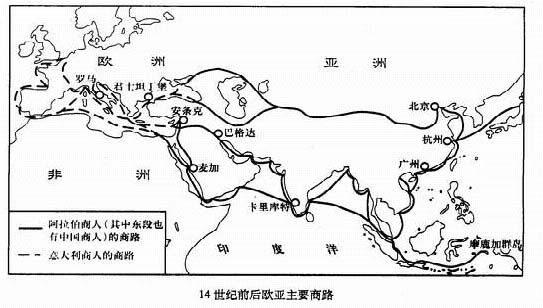 欧 洲
亚 洲
罗马
君士坦丁堡
北京
安条克
巴格达
杭州
广州
麦加
非 洲
卡里库特
摩鹿加群岛
阿拉伯商人(其中东段也
有中国商人)的商路
意大利商人的商路
印 度 洋
14世纪前后欧亚主要商路